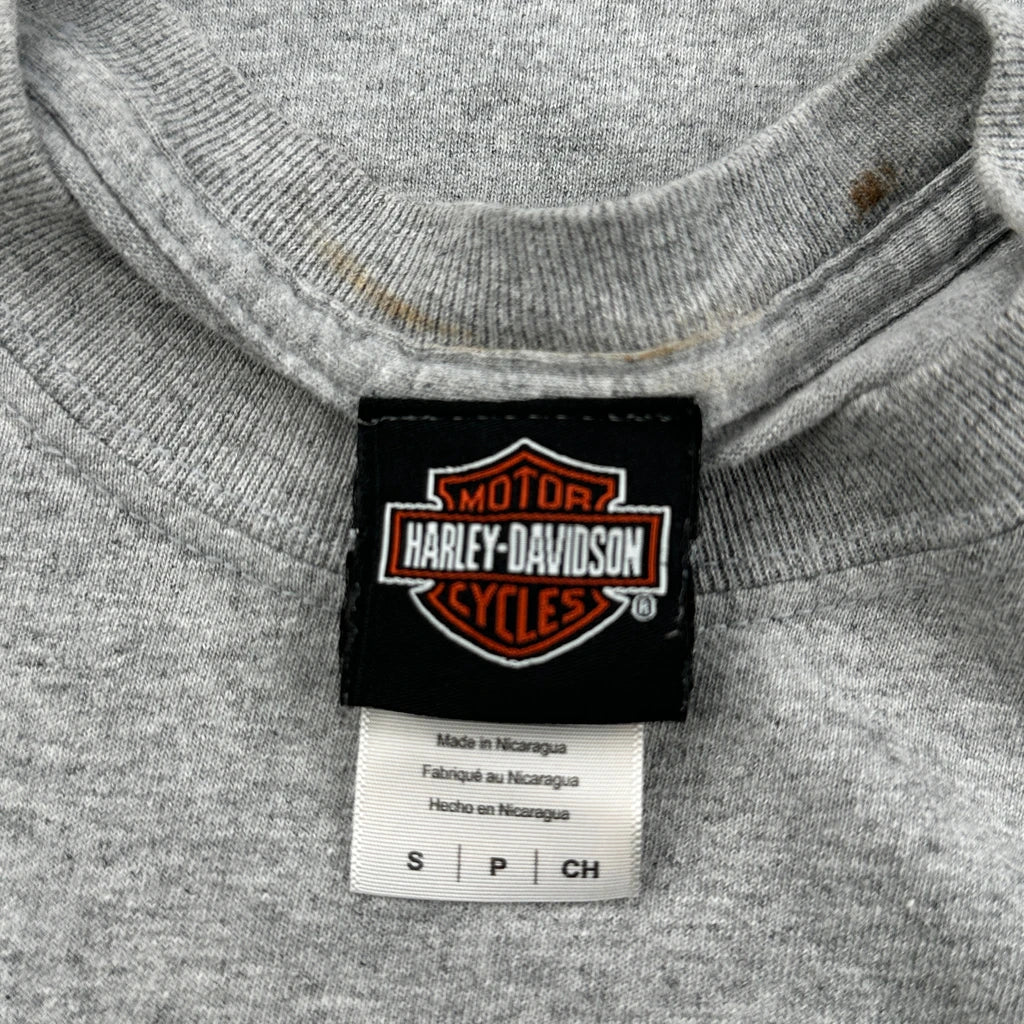 MOTOR
HARLEY-DAVIDSON
CYCLES
®
Made in Nicaragua
Fabriqué au Nicaragua
Hecho en Nicaragua
S | P | CH